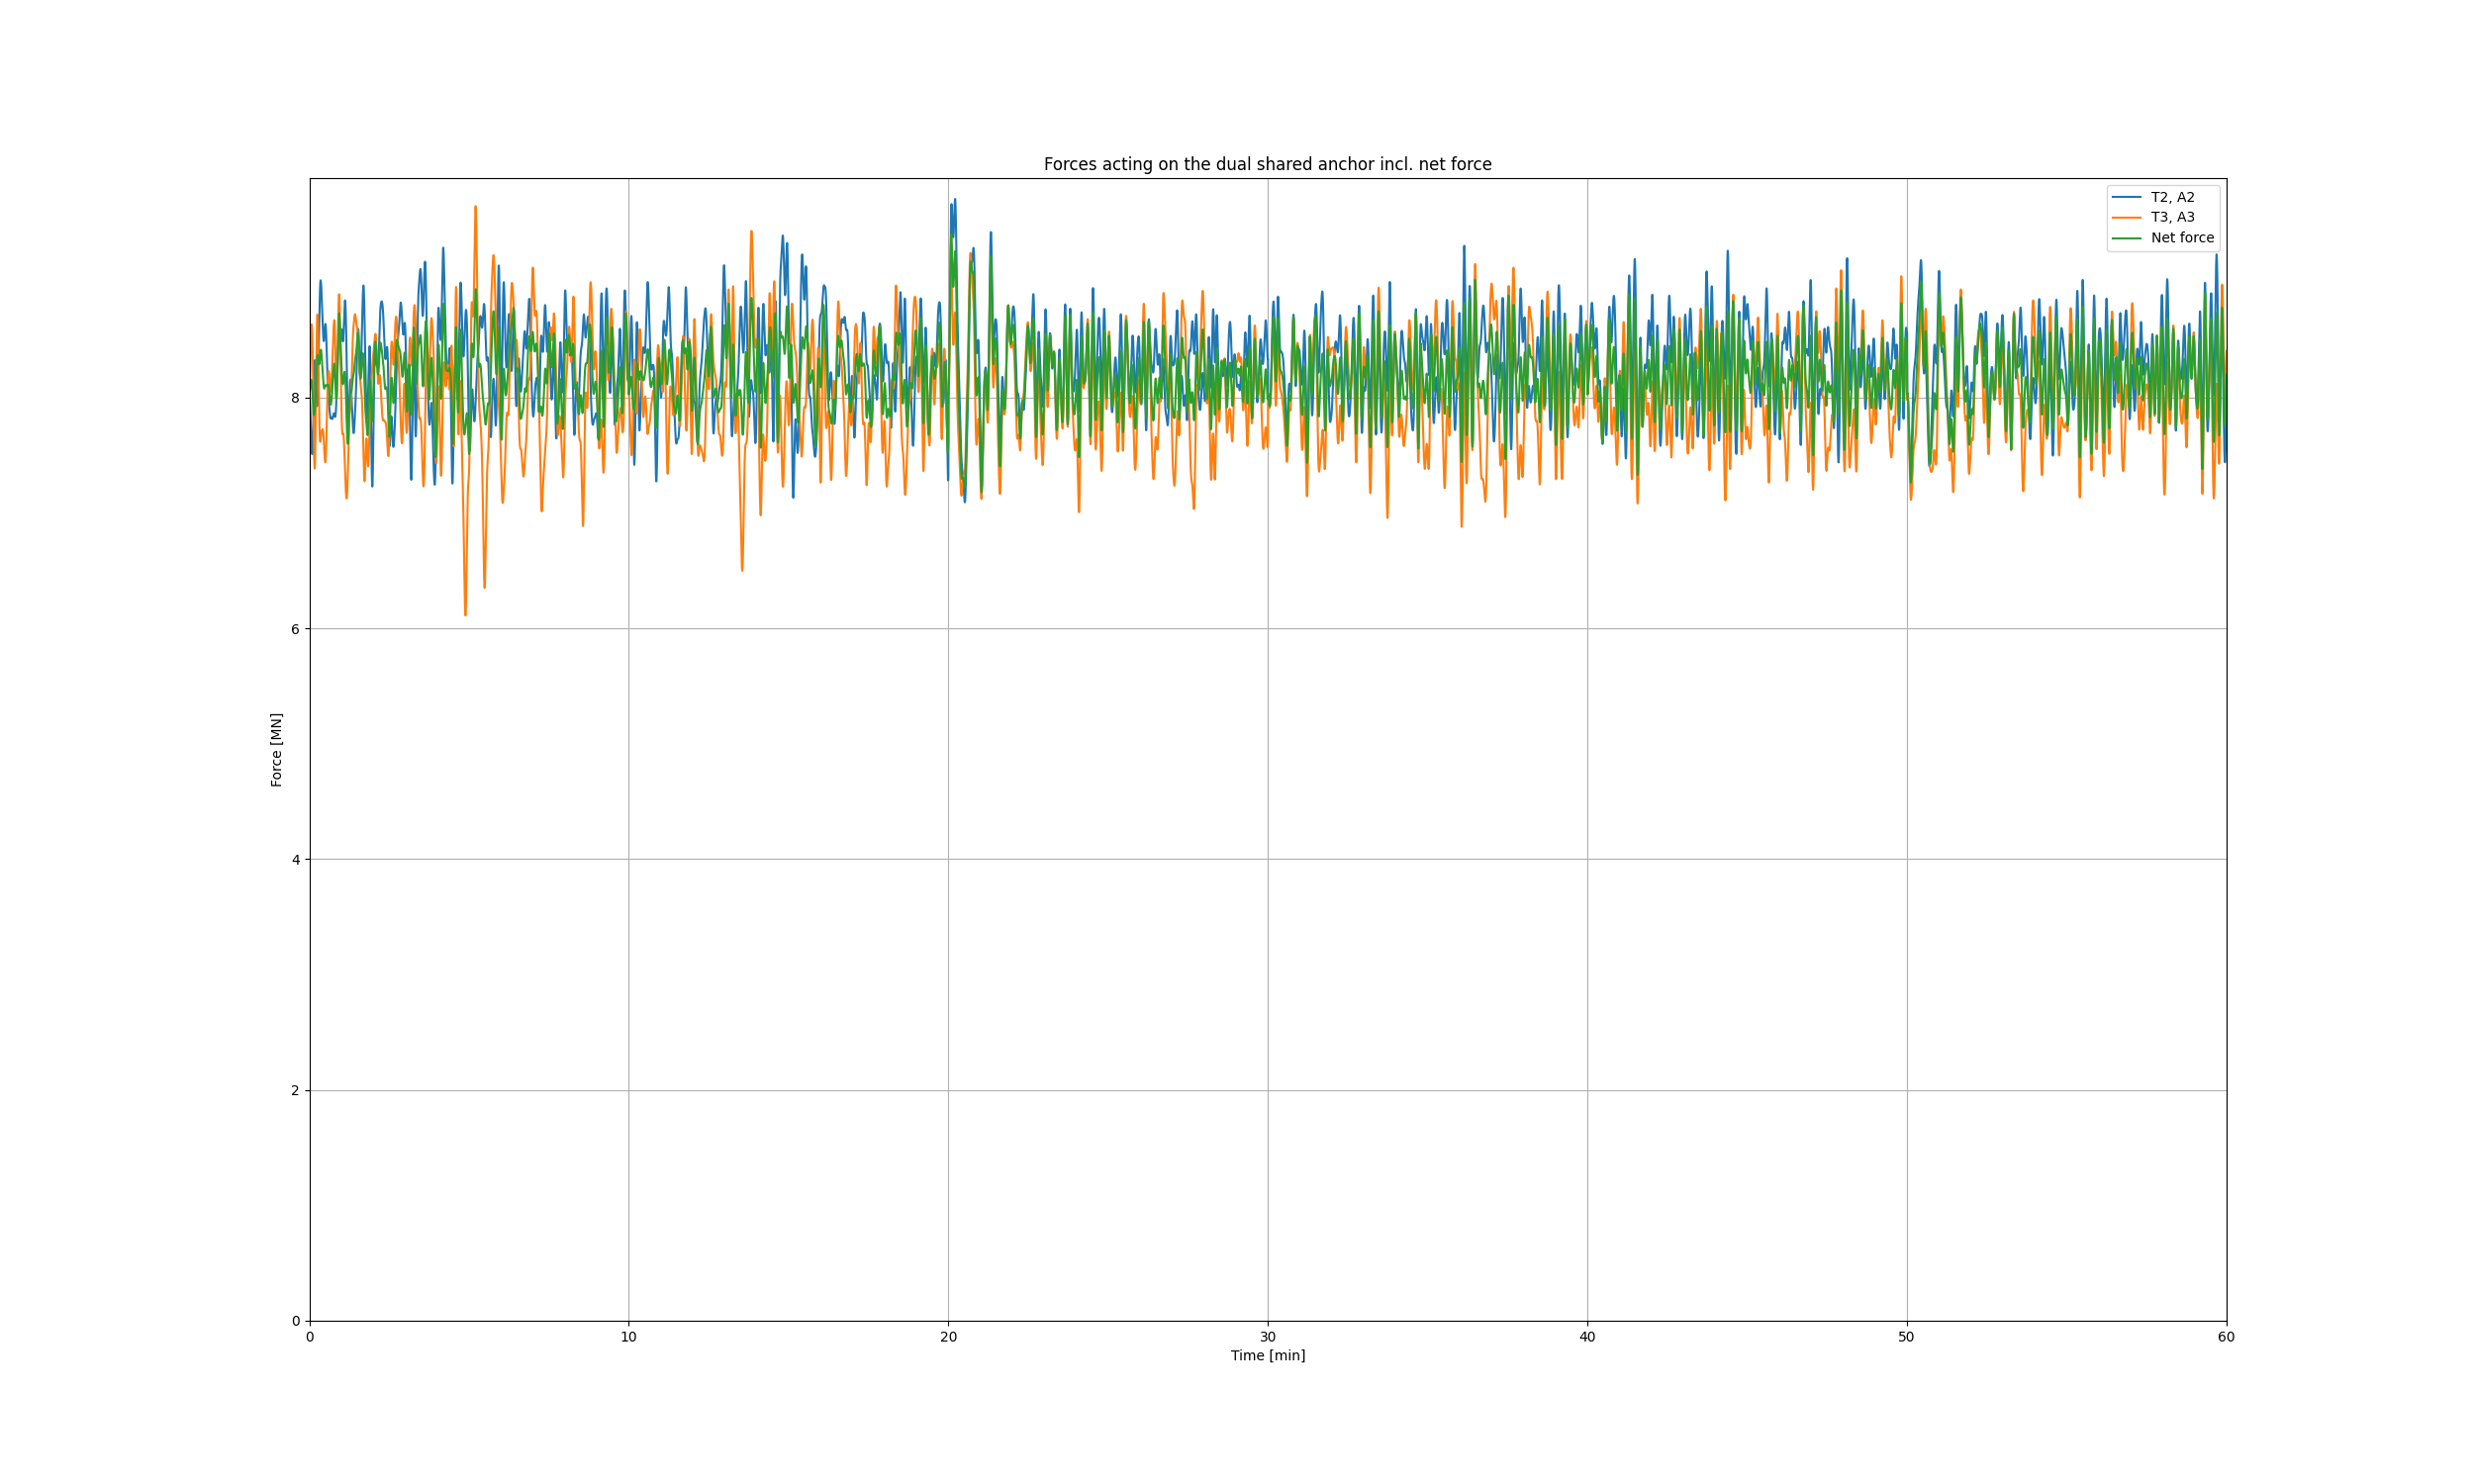 Forces acting on the dual shared anchor incl. net force
T2, A2
T3, A3
Net force
Force [MN]
8
6
4
2
0
0 10 20 30 40 50 60
Time [min]